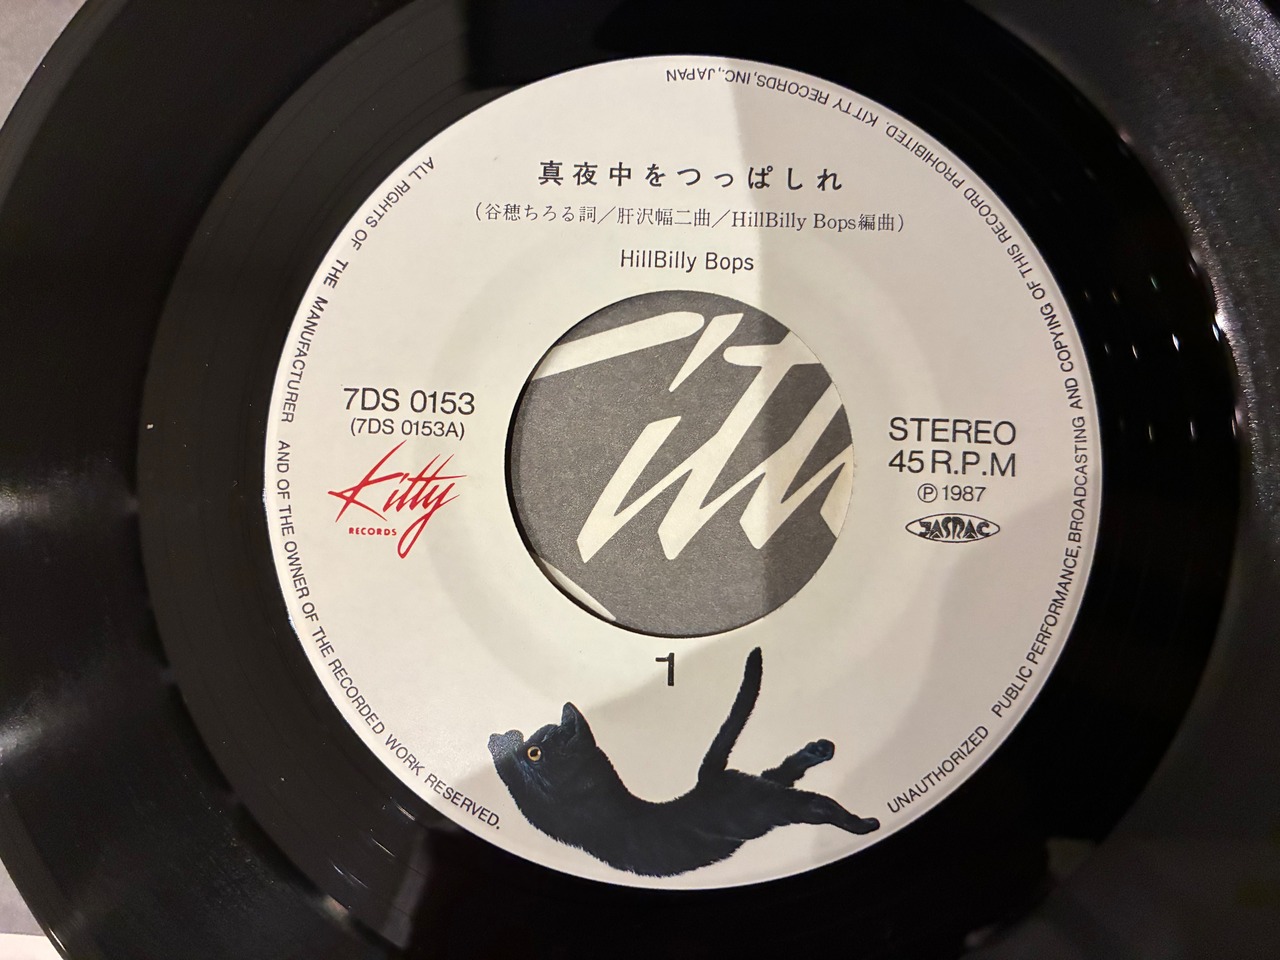 真夜中をつっぱしれ
（谷穂ちろる詞／肝沢幅二曲／HillBilly Bops編曲）
HillBilly Bops
7DS 0153
(7DS 0153A)
Kitty
RECORDS
STEREO
45 R.P.M
Ⓟ 1987
JASRAC
1
ALL RIGHTS OF THE MANUFACTURER AND OF THE OWNER OF THE RECORDED WORK RESERVED.
UNAUTHORIZED PUBLIC PERFORMANCE, BROADCASTING AND COPYING OF THIS RECORD PROHIBITED. KITTY RECORDS, INC., JAPAN